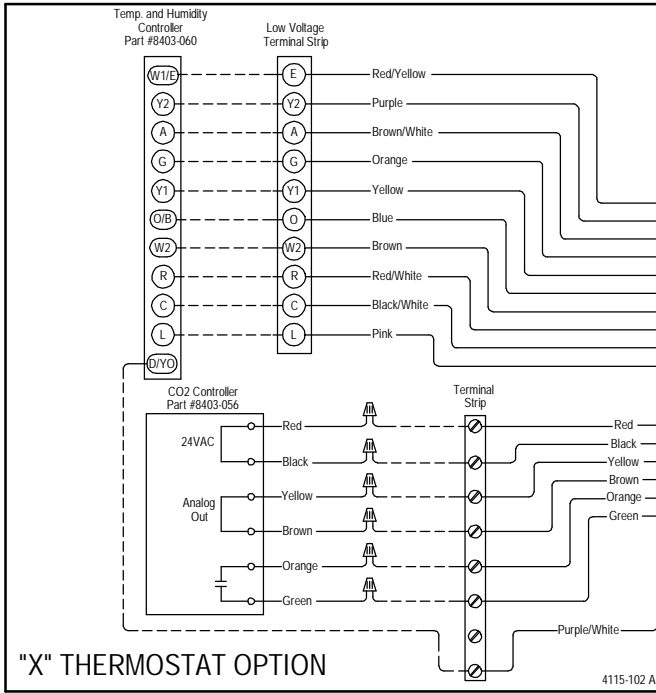 Temp. and Humidity
Controller
Part #8403-060
Low Voltage
Terminal Strip
W1/E E Red/Yellow
Y2 Y2 Purple
A A Brown/White
G G Orange
Y1 Y1 Yellow
O/B O Blue
W2 W2 Brown
R R Red/White
C C Black/White
L L Pink
D/YO
CO2 Controller
Part #8403-056
Terminal
Strip
24VAC
Red Red
Black Black
Analog
Out
Yellow Yellow
Brown Brown
Orange Orange
Green Green
Purple/White
"X" THERMOSTAT OPTION
4115-102 A